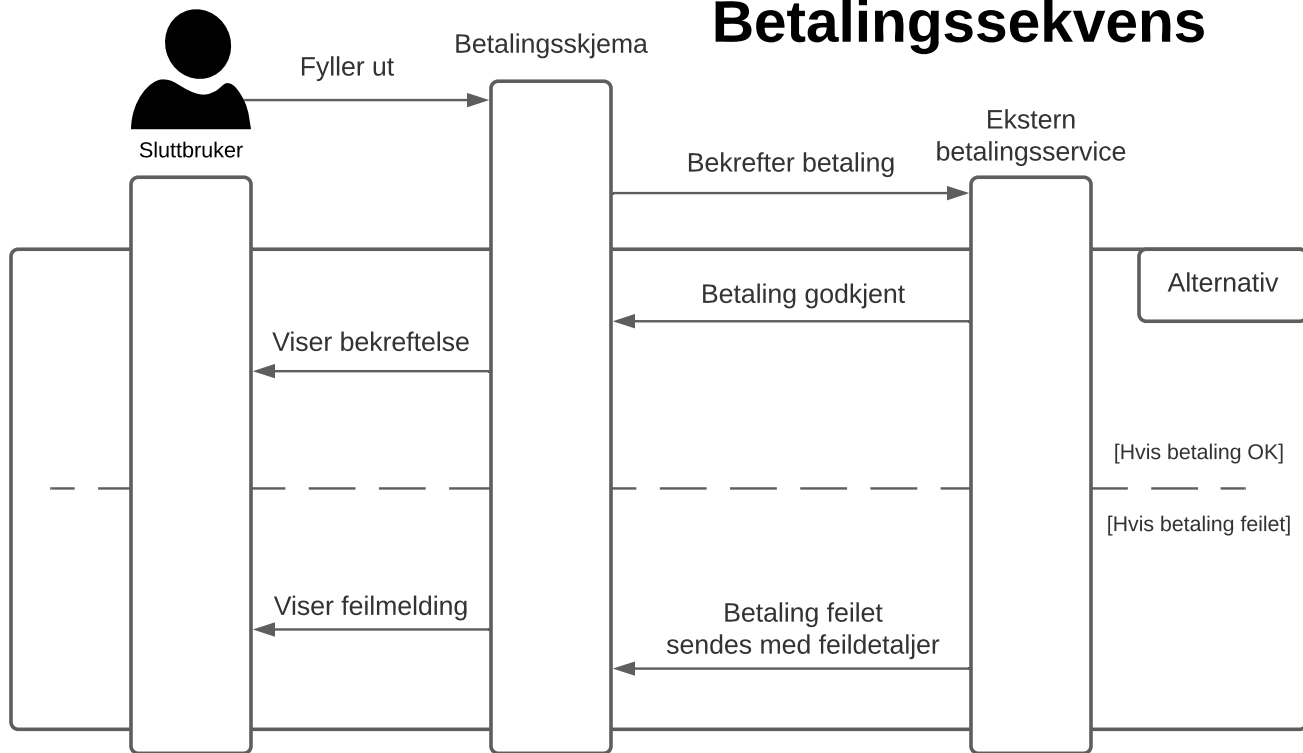 Betalingssekvens
Betalingsskjema
Fyller ut
Ekstern
betalingsservice
Sluttbruker
Bekrefter betaling
Alternativ
Betaling godkjent
Viser bekreftelse
[Hvis betaling OK]
[Hvis betaling feilet]
Viser feilmelding
Betaling feilet
sendes med feildetaljer